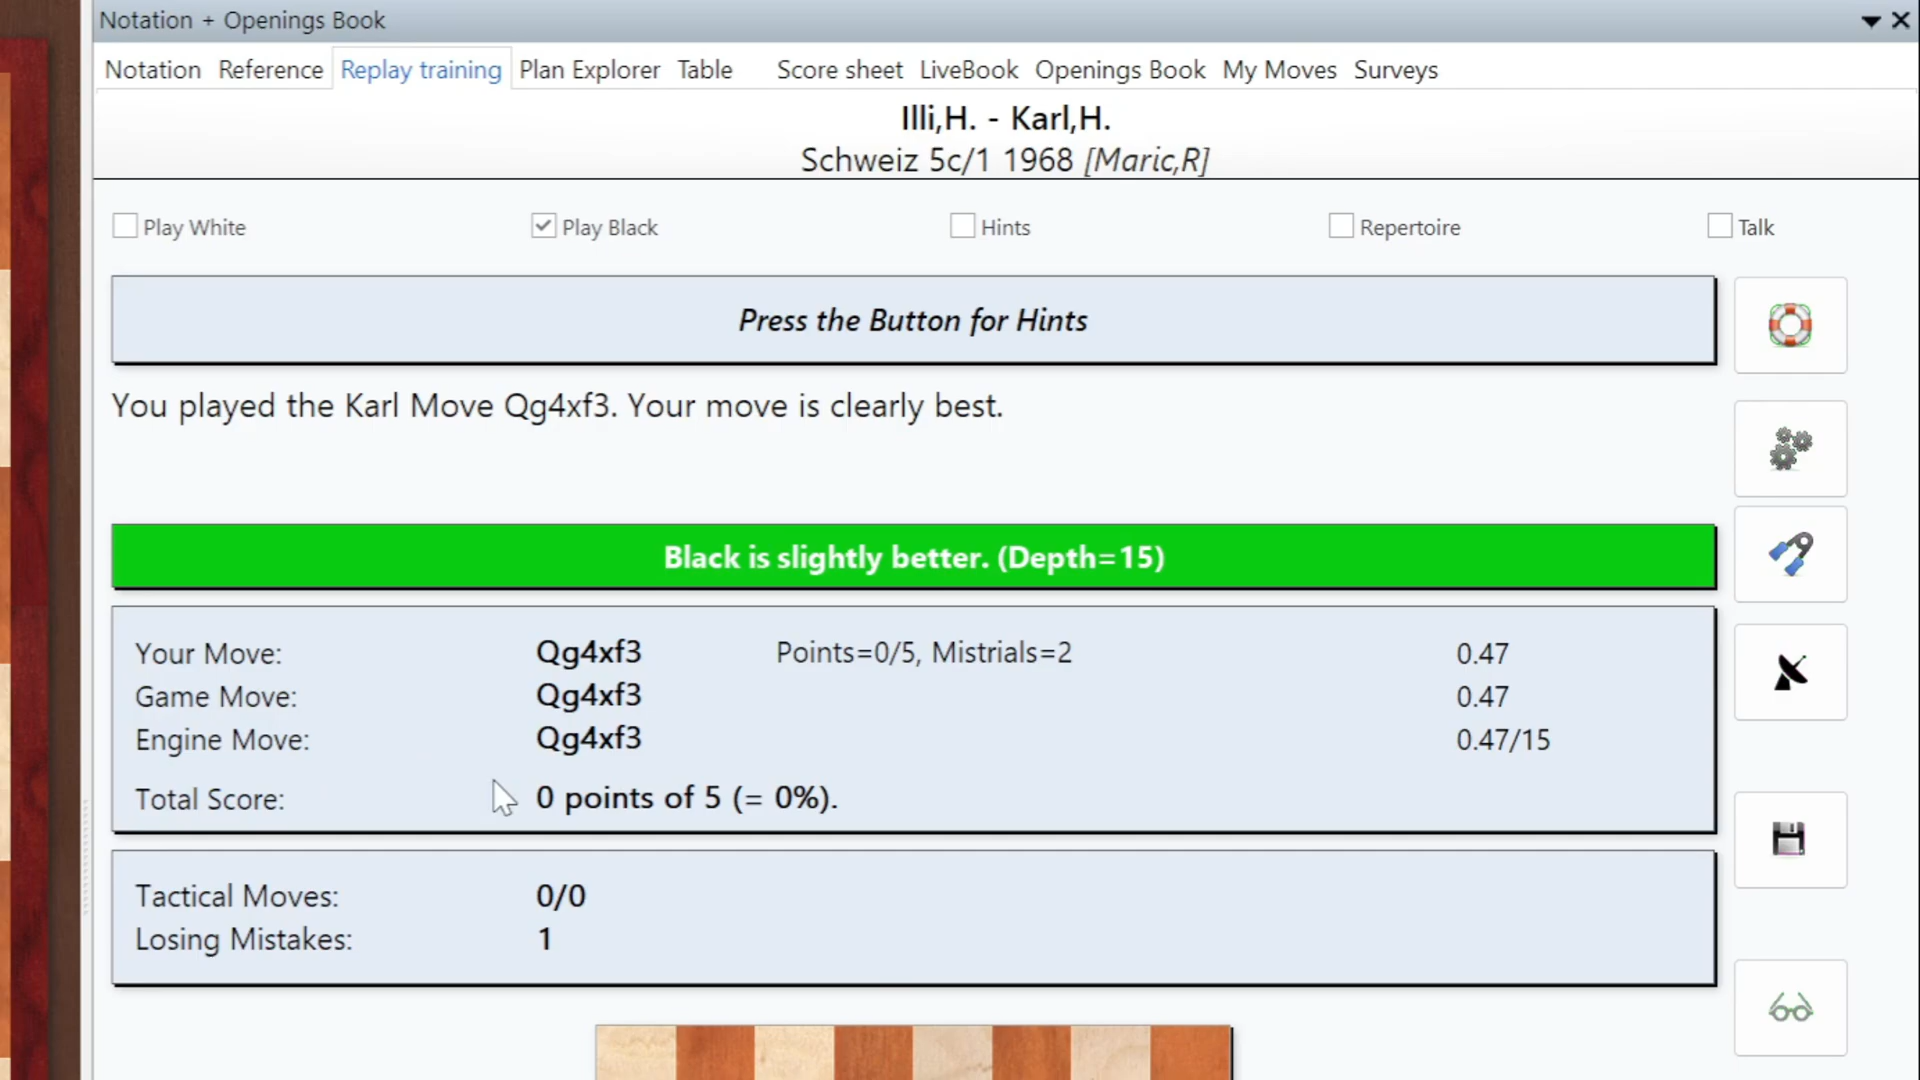 Notation + Openings Book
Notation Reference Replay training Plan Explorer Table Score sheet LiveBook Openings Book My Moves Surveys
Illi,H. - Karl,H.
Schweiz 5c/1 1968 [Maric,R]
Play White Play Black Hints Repertoire Talk
Press the Button for Hints
You played the Karl Move Qg4xf3. Your move is clearly best.
Black is slightly better. (Depth=15)
Your Move: Qg4xf3 Points=0/5, Mistrials=2 0.47
Game Move: Qg4xf3 0.47
Engine Move: Qg4xf3 0.47/15
Total Score: 0 points of 5 (= 0%).
Tactical Moves: 0/0
Losing Mistakes: 1